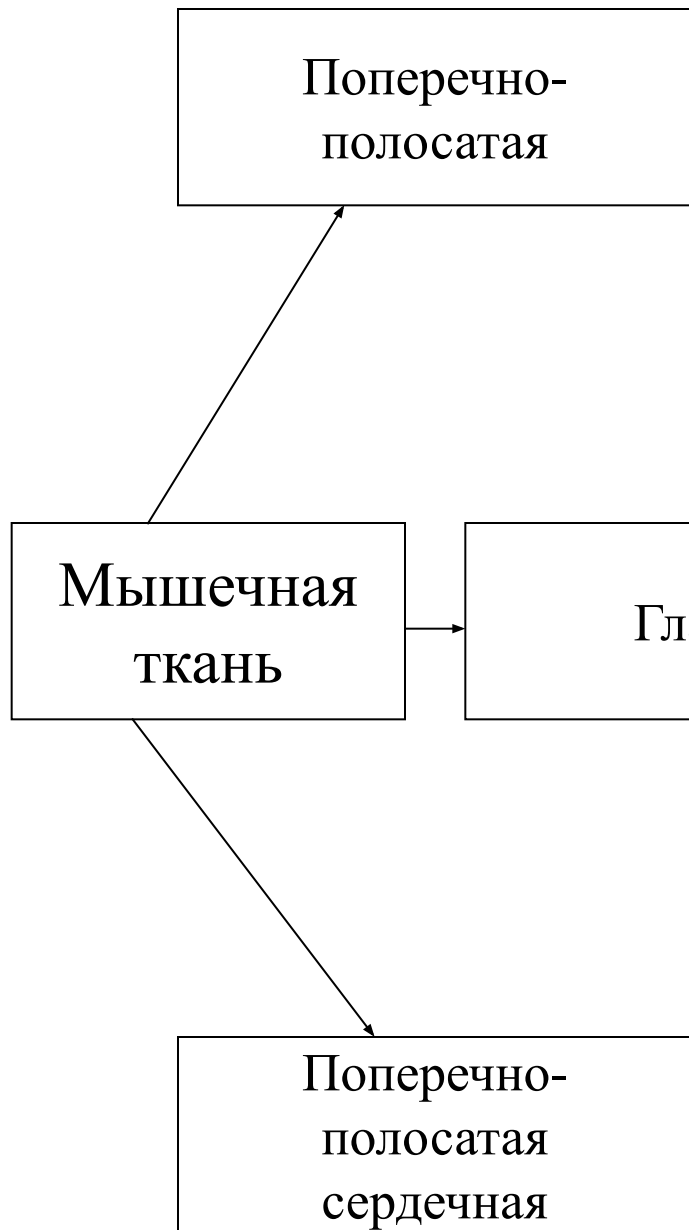 Поперечно-
полосатая
Мышечная
ткань
Гл
Поперечно-
полосатая
сердечная